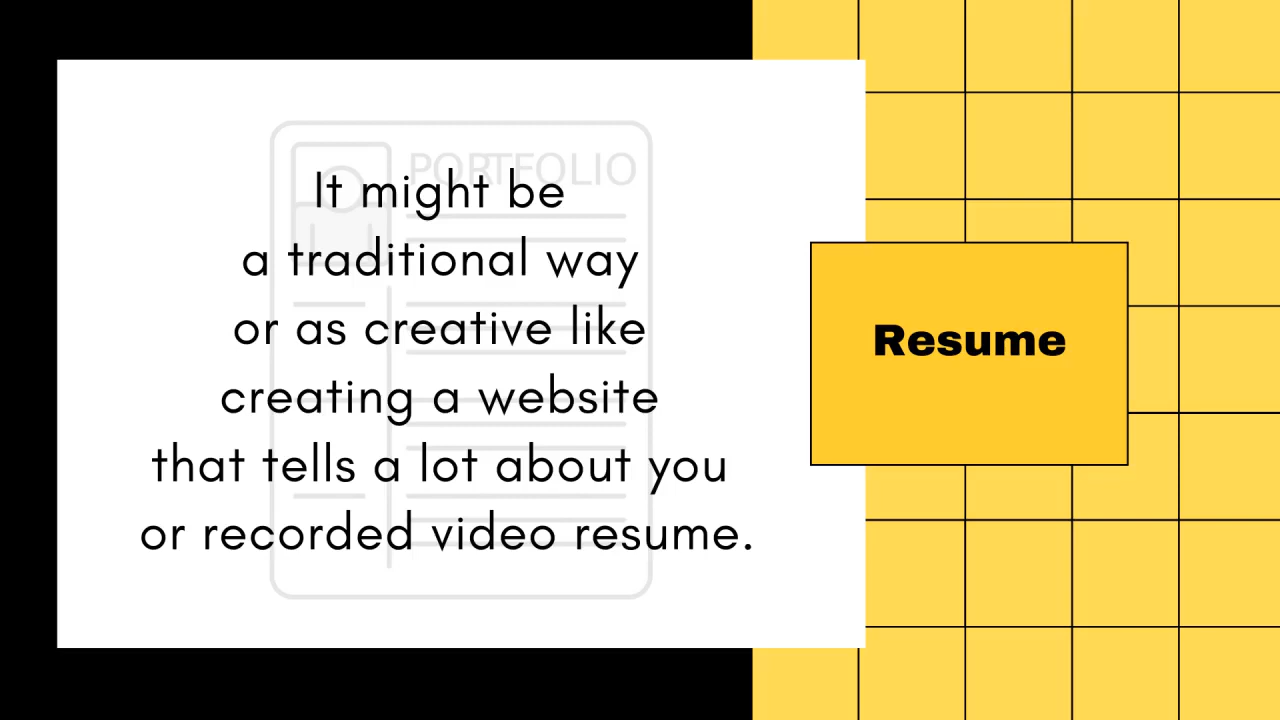 PORTFOLIO
It might be
a traditional way
or as creative like
creating a website
that tells a lot about you
or recorded video resume.
Resume